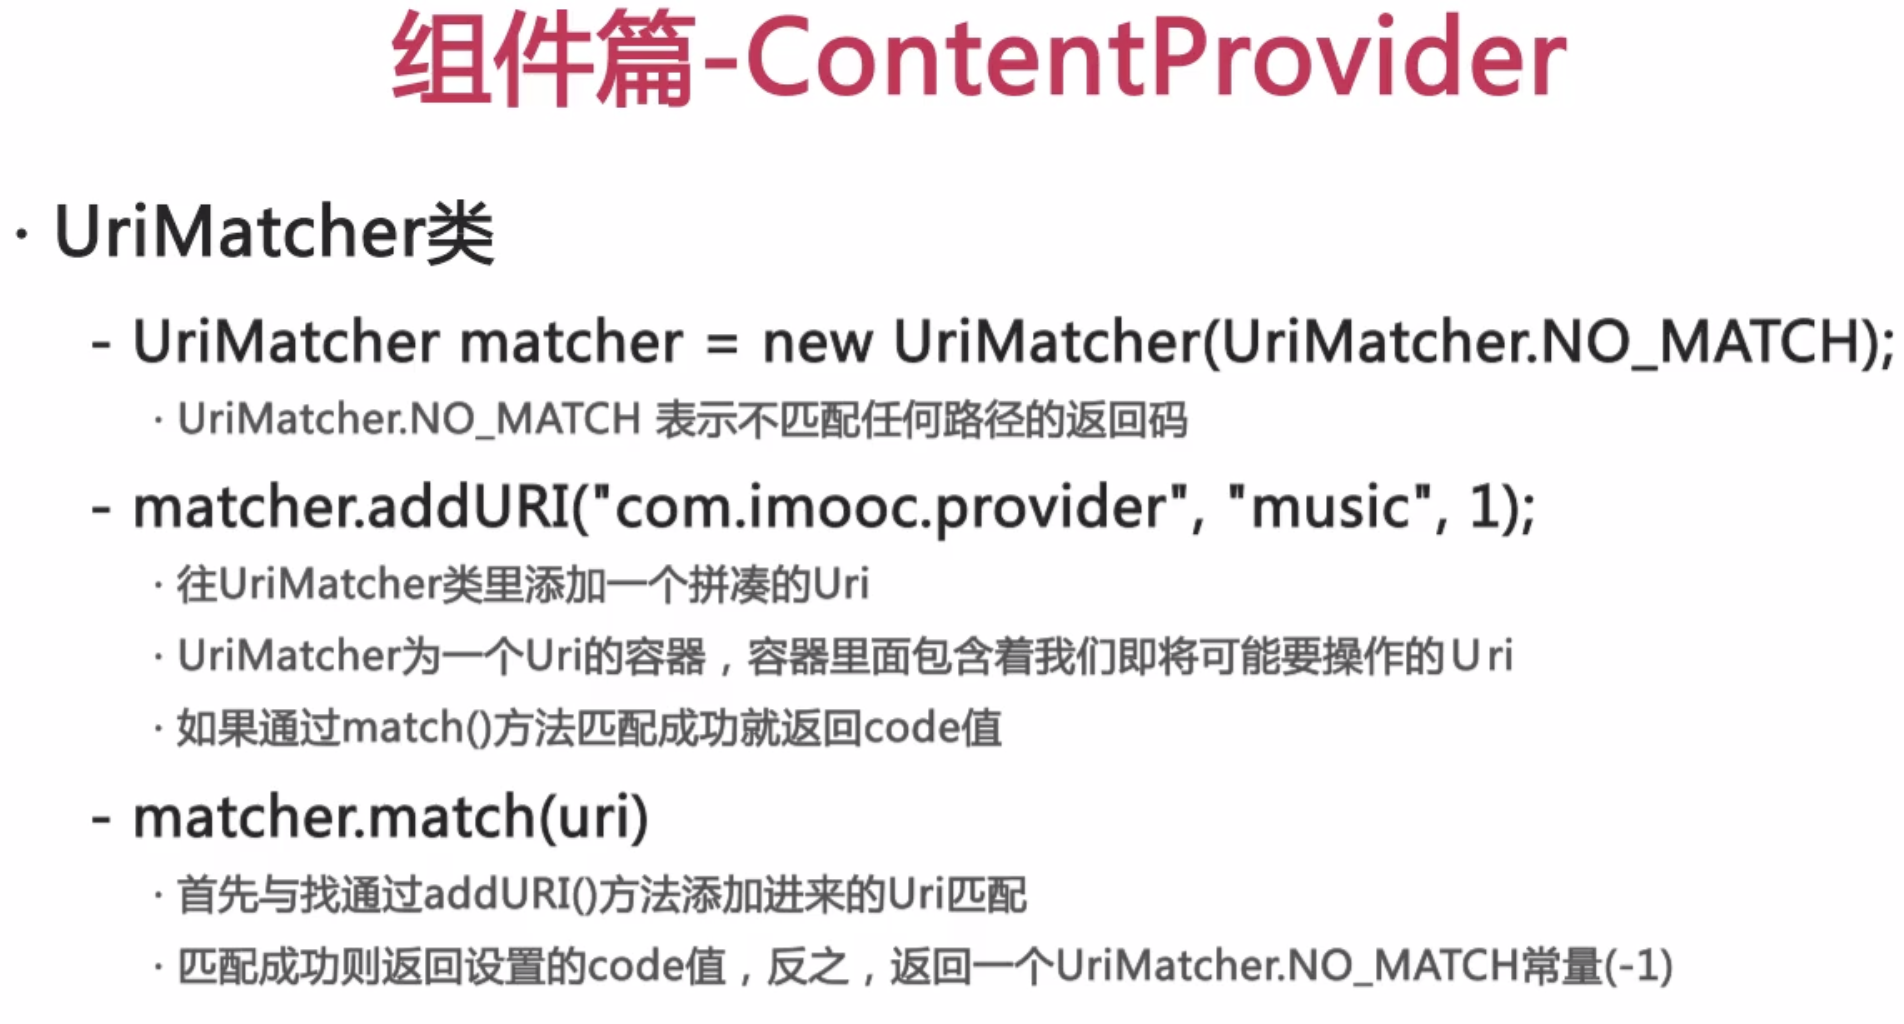 组件篇-ContentProvider
· UriMatcher类
- UriMatcher matcher = new UriMatcher(UriMatcher.NO_MATCH);
· UriMatcher.NO_MATCH 表示不匹配任何路径的返回码
- matcher.addURI("com.imooc.provider", "music", 1);
· 往UriMatcher类里添加一个拼凑的Uri
· UriMatcher为一个Uri的容器，容器里面包含着我们即将可能要操作的Uri
· 如果通过match()方法匹配成功就返回code值
- matcher.match(uri)
· 首先与找通过addURI()方法添加进来的Uri匹配
· 匹配成功则返回设置的code值，反之，返回一个UriMatcher.NO_MATCH常量(-1)